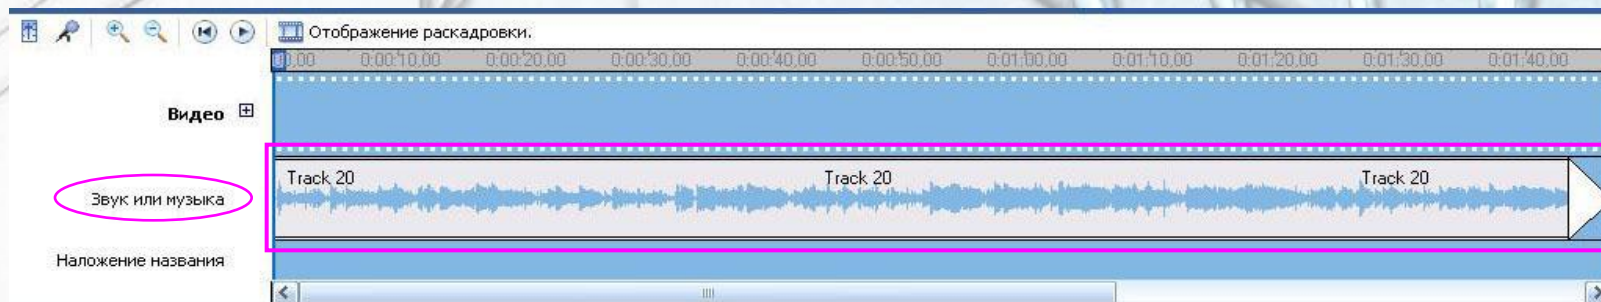 Отображение раскадровки.
0,00 0:00:10,00 0:00:20,00 0:00:30,00 0:00:40,00 0:00:50,00 0:01:00,00 0:01:10,00 0:01:20,00 0:01:30,00 0:01:40,00
Видео
Track 20 Track 20 Track 20
Звук или музыка
Наложение названия